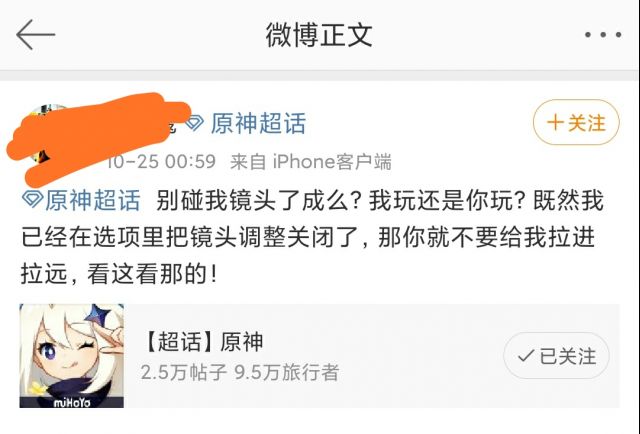 微博正文
原神超话
+关注
10-25 00:59 来自 iPhone客户端
原神超话 别碰我镜头了成么？我玩还是你玩？既然我
已经在选项里把镜头调整关闭了，那你就不要给我拉进
拉远，看这看那的！
【超话】原神
2.5万帖子 9.5万旅行者
已关注
miHoYo